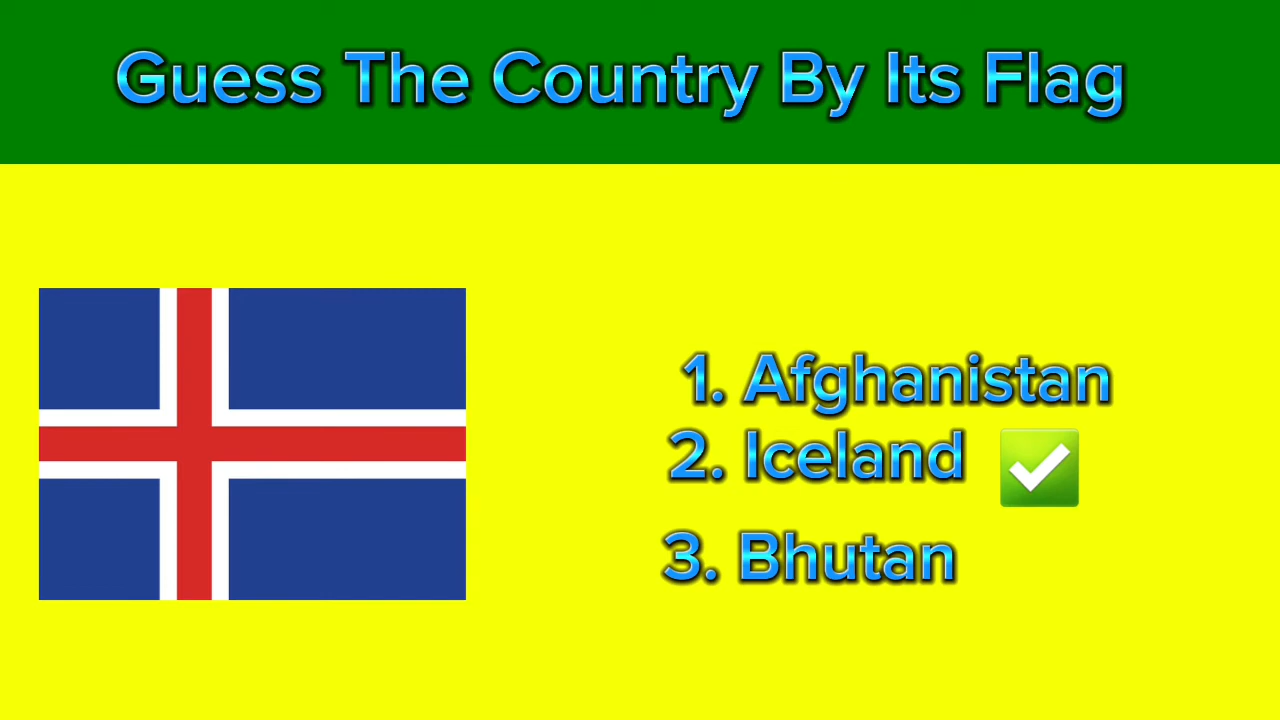 Guess The Country By Its Flag
1. Afghanistan
2. Iceland
3. Bhutan